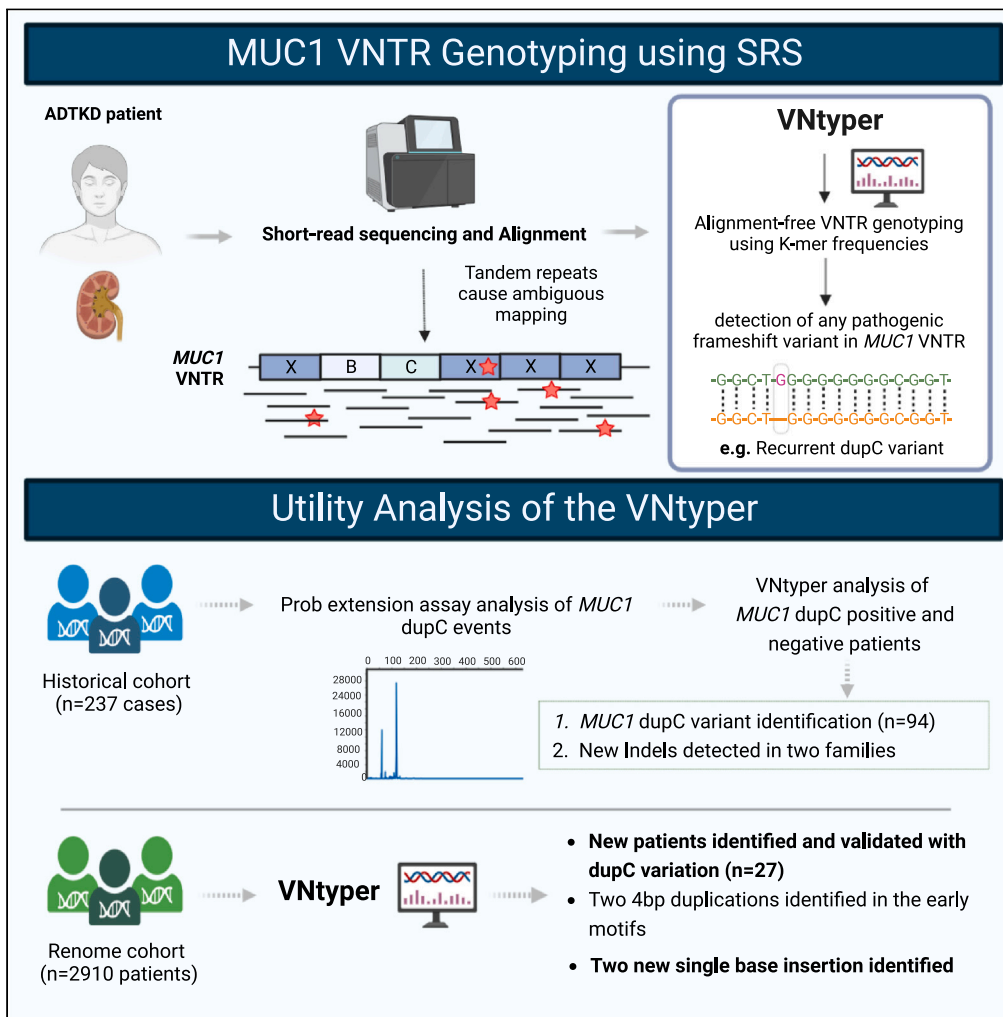 MUC1 VNTR Genotyping using SRS
ADTKD patient
Short-read sequencing and Alignment
Tandem repeats
cause ambiguous
mapping
MUC1
VNTR
X B C X X X
VNtyper
Alignment-free VNTR genotyping
using K-mer frequencies
detection of any pathogenic
frameshift variant in MUC1 VNTR
-G-G-C-T-G-G-G-G-G-G-G-G-C-G-G-T-
-G-G-C-T—G-G-G-G-G-G-G-C-G-G-T-
e.g. Recurrent dupC variant
Utility Analysis of the VNtyper
Historical cohort
(n=237 cases)
Prob extension assay analysis of MUC1
dupC events
0 100 200 300 400 500 600
28000
24000
16000
12000
8000
4000
0
VNtyper analysis of
MUC1 dupC positive and
negative patients
1. MUC1 dupC variant identification (n=94)
2. New Indels detected in two families
Renome cohort
(n=2910 patients)
VNtyper
• New patients identified and validated with
dupC variation (n=27)
• Two 4bp duplications identified in the early
motifs
• Two new single base insertion identified